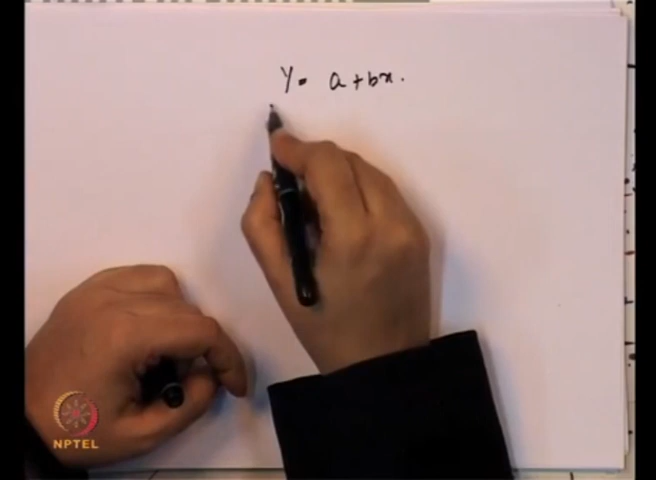 Y = a + bx.
NPTEL